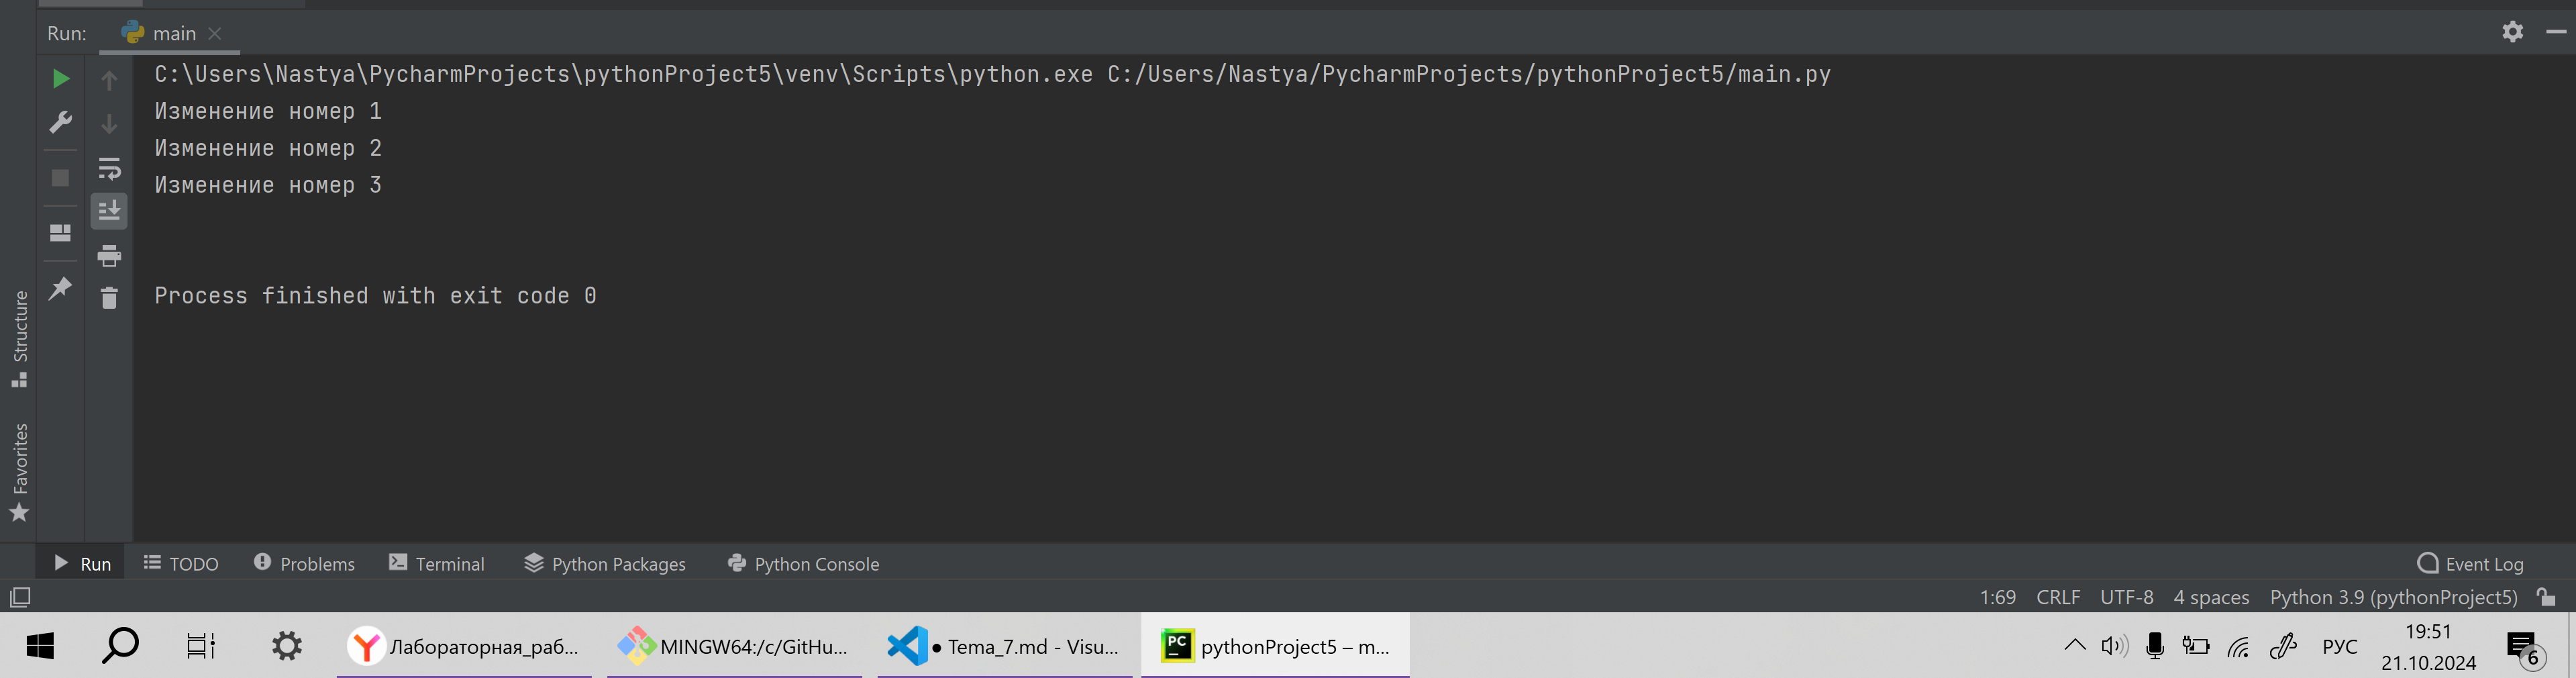 Run: main
C:\Users\Nastya\PycharmProjects\pythonProject5\venv\Scripts\python.exe C:/Users/Nastya/PycharmProjects/pythonProject5/main.py
Изменение номер 1
Изменение номер 2
Изменение номер 3
Process finished with exit code 0
Structure
Favorites
Run TODO Problems Terminal Python Packages Python Console Event Log
1:69 CRLF UTF-8 4 spaces Python 3.9 (pythonProject5)
Лабораторная_раб... MINGW64:/c/GitHu... ● Tema_7.md - Visu... PC pythonProject5 – m... РУС 19:51
21.10.2024 6